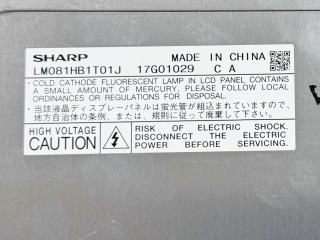 SHARP MADE IN CHINA
LM081HB1T01J 17G01029 C A
• COLD CATHODE FLUORESCENT LAMP IN LCD PANEL CONTAINS
A SMALL AMOUNT OF MERCURY, PLEASE FOLLOW LOCAL
ORDINANCES OR REGULATIONS FOR DISPOSAL.
・当該液晶ディスプレイパネルは蛍光管が組込まれていますので、
地方自治体の条例、または、規則に従って廃棄ください。
HIGH VOLTAGE
CAUTION
RISK OF ELECTRIC SHOCK.
DISCONNECT THE ELECTRIC
POWER BEFORE SERVICING.